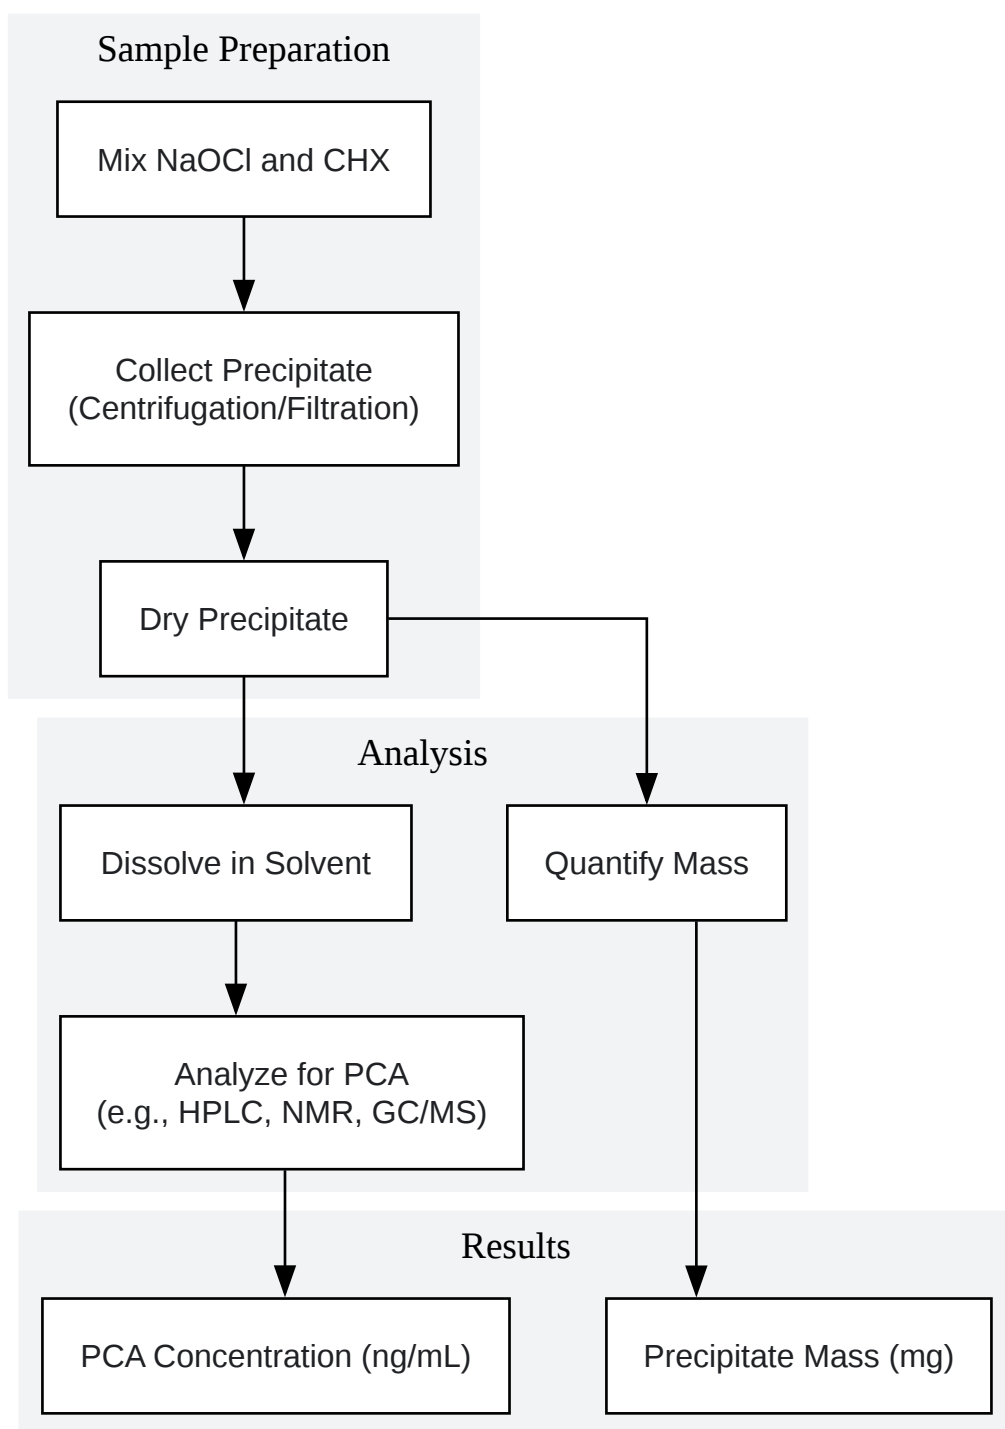 Sample Preparation
Mix NaOCl and CHX
Collect Precipitate
(Centrifugation/Filtration)
Dry Precipitate
Analysis
Dissolve in Solvent
Quantify Mass
Analyze for PCA
(e.g., HPLC, NMR, GC/MS)
Results
PCA Concentration (ng/mL)
Precipitate Mass (mg)